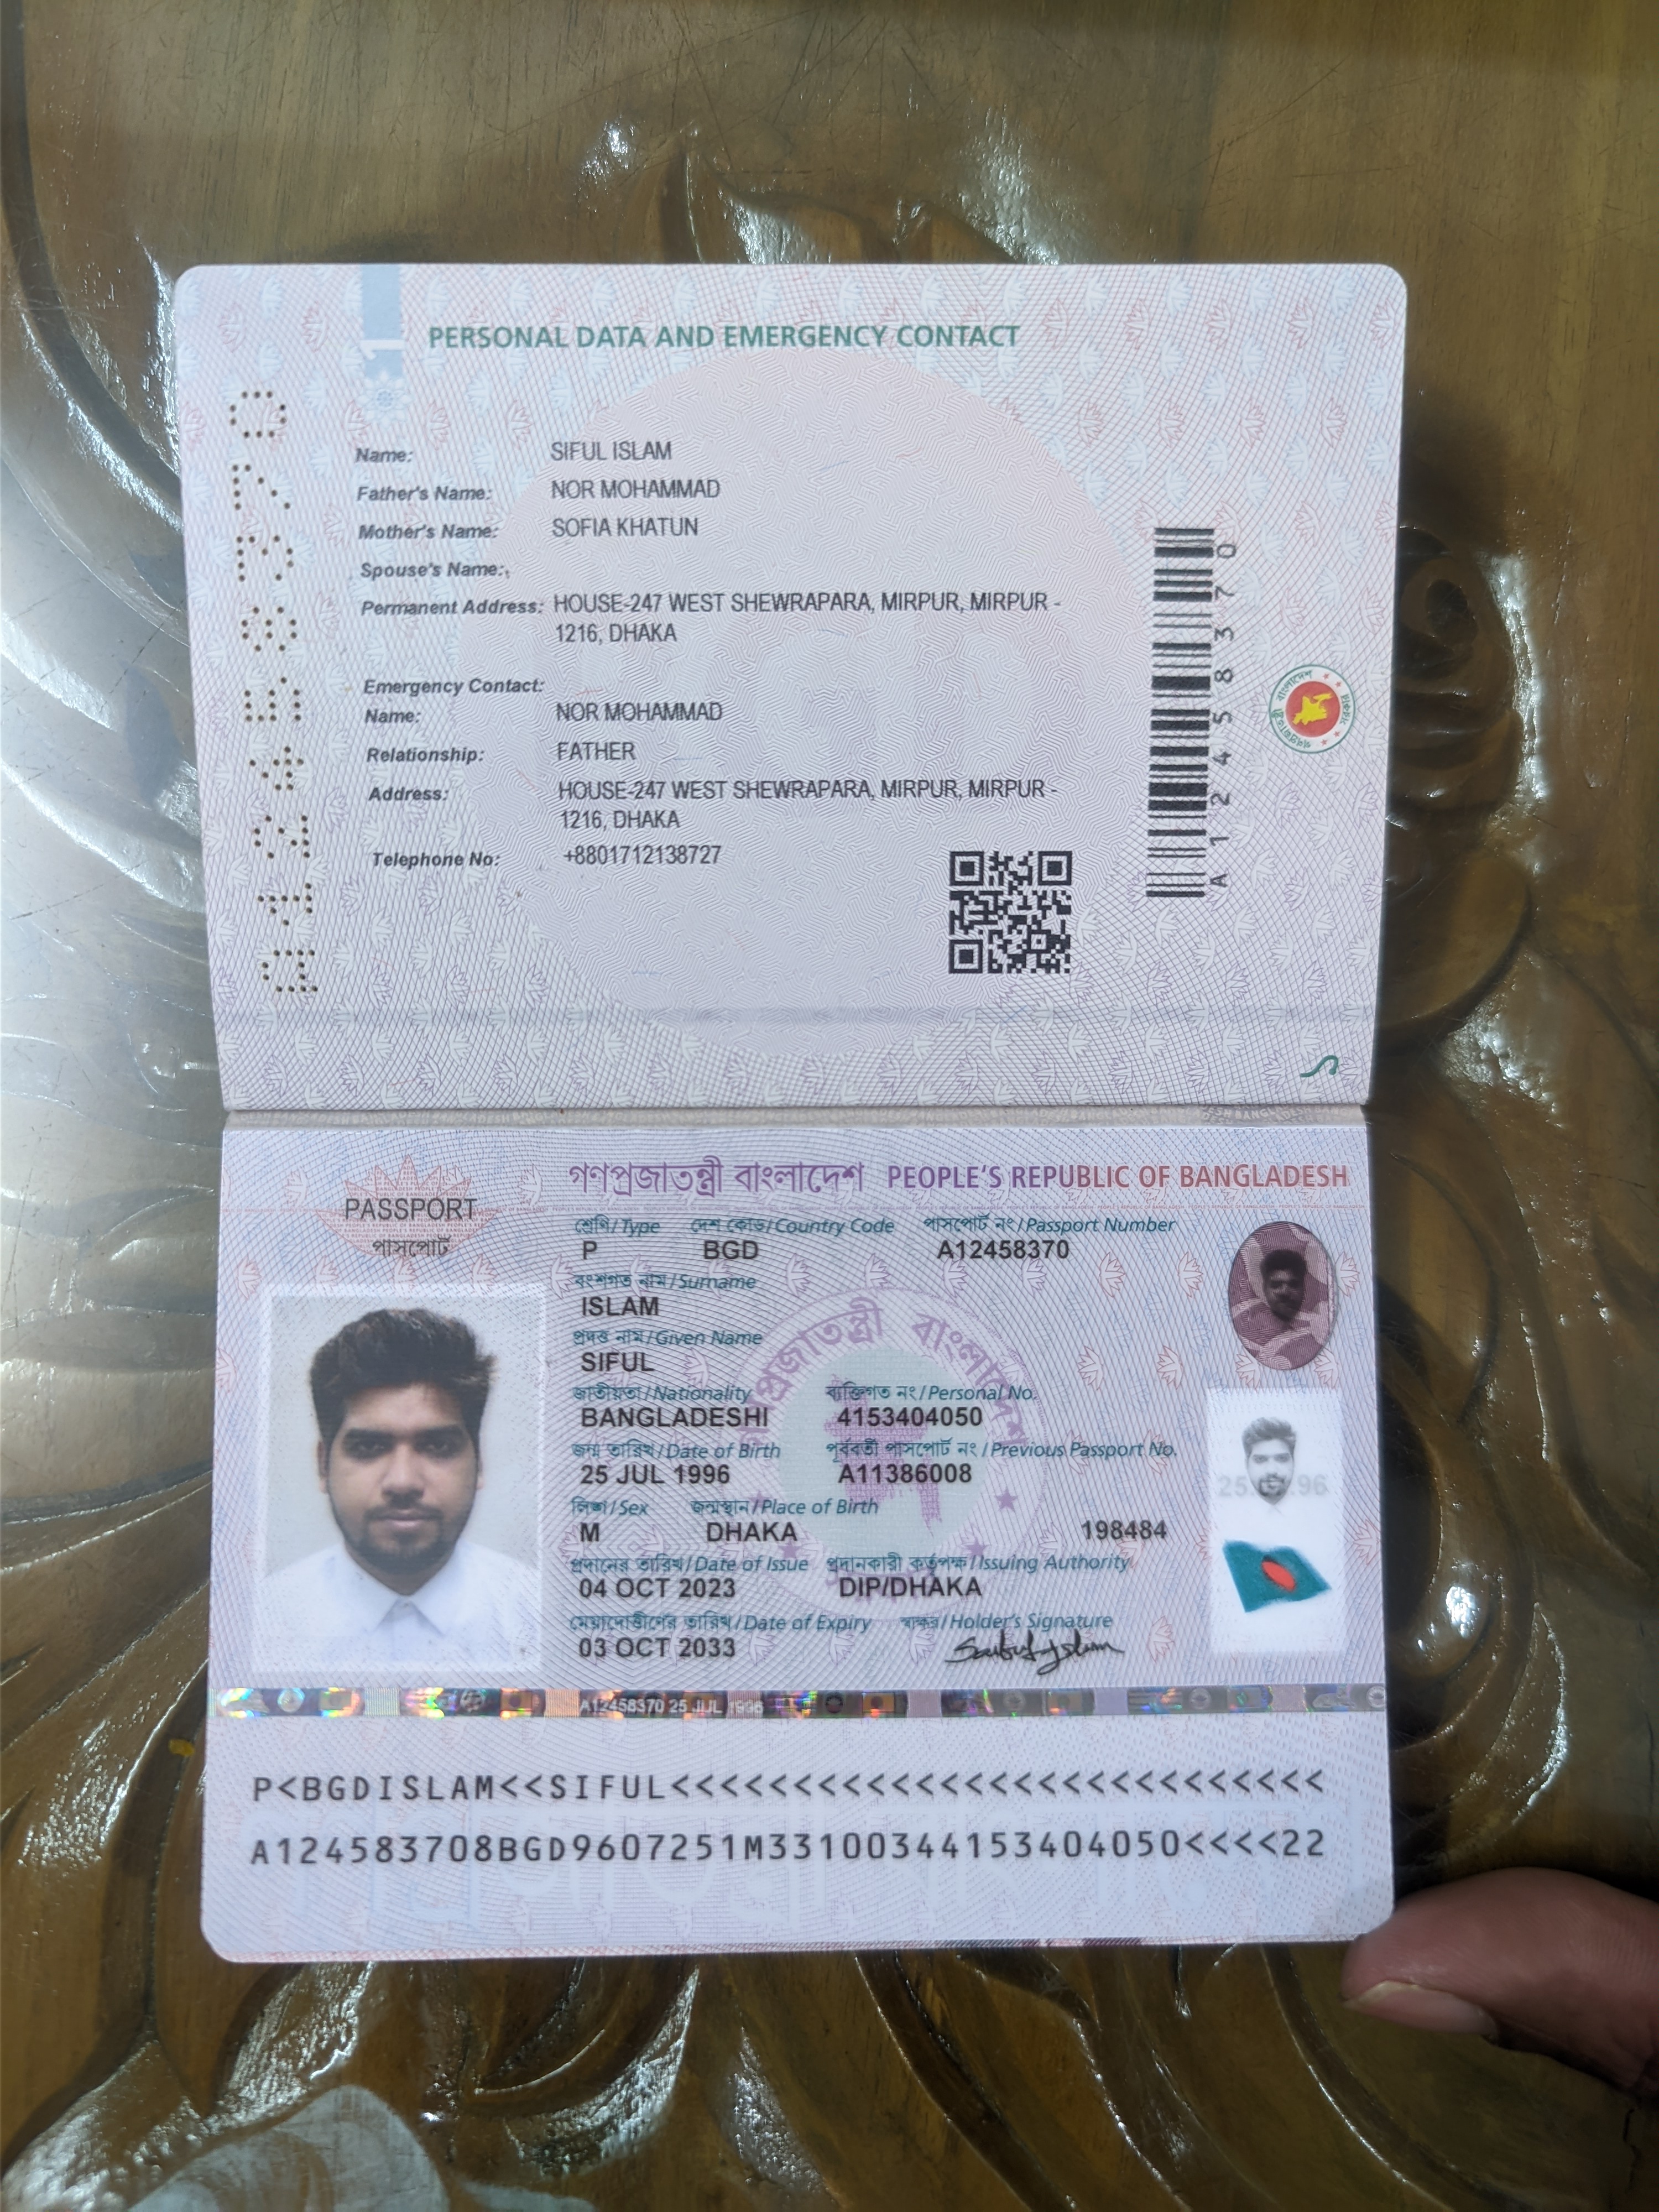 1
PERSONAL DATA AND EMERGENCY CONTACT
A12458370
Name: SIFUL ISLAM
Father's Name: NOR MOHAMMAD
Mother's Name: SOFIA KHATUN
Spouse's Name:
Permanent Address: HOUSE-247 WEST SHEWRAPARA, MIRPUR, MIRPUR -
1216, DHAKA
Emergency Contact:
Name: NOR MOHAMMAD
Relationship: FATHER
Address: HOUSE-247 WEST SHEWRAPARA, MIRPUR, MIRPUR -
1216, DHAKA
Telephone No: +8801712138727
A12458370
গণপ্রজাতন্ত্রী বাংলাদেশ PEOPLE'S REPUBLIC OF BANGLADESH
PASSPORT
পাসপোর্ট
শ্রেণি/Type দেশ কোড/Country Code পাসপোর্ট নং/Passport Number
P BGD A12458370
বংশগত নাম/Surname
ISLAM
প্রদত্ত নাম/Given Name
SIFUL
জাতীয়তা/Nationality ব্যক্তিগত নং/Personal No.
BANGLADESHI 4153404050
জন্ম তারিখ/Date of Birth পূর্ববর্তী পাসপোর্ট নং/Previous Passport No.
25 JUL 1996 A11386008
লিঙ্গ/Sex জন্মস্থান/Place of Birth
M DHAKA 198484
প্রদানের তারিখ/Date of Issue প্রদানকারী কর্তৃপক্ষ/Issuing Authority
04 OCT 2023 DIP/DHAKA
মেয়াদোত্তীর্ণের তারিখ/Date of Expiry স্বাক্ষর/Holder's Signature
03 OCT 2033
A12458370 25 JUL 1996
P<BGDISLAM<<SIFUL<<<<<<<<<<<<<<<<<<<<<<<<<<<
A124583708BGD9607251M33100344153404050<<<<22